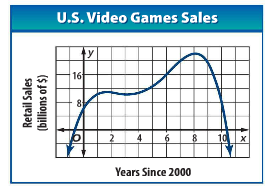 U.S. Video Games Sales
y
16
8
Retail Sales
(billions of $)
O 2 4 6 8 10 x
Years Since 2000